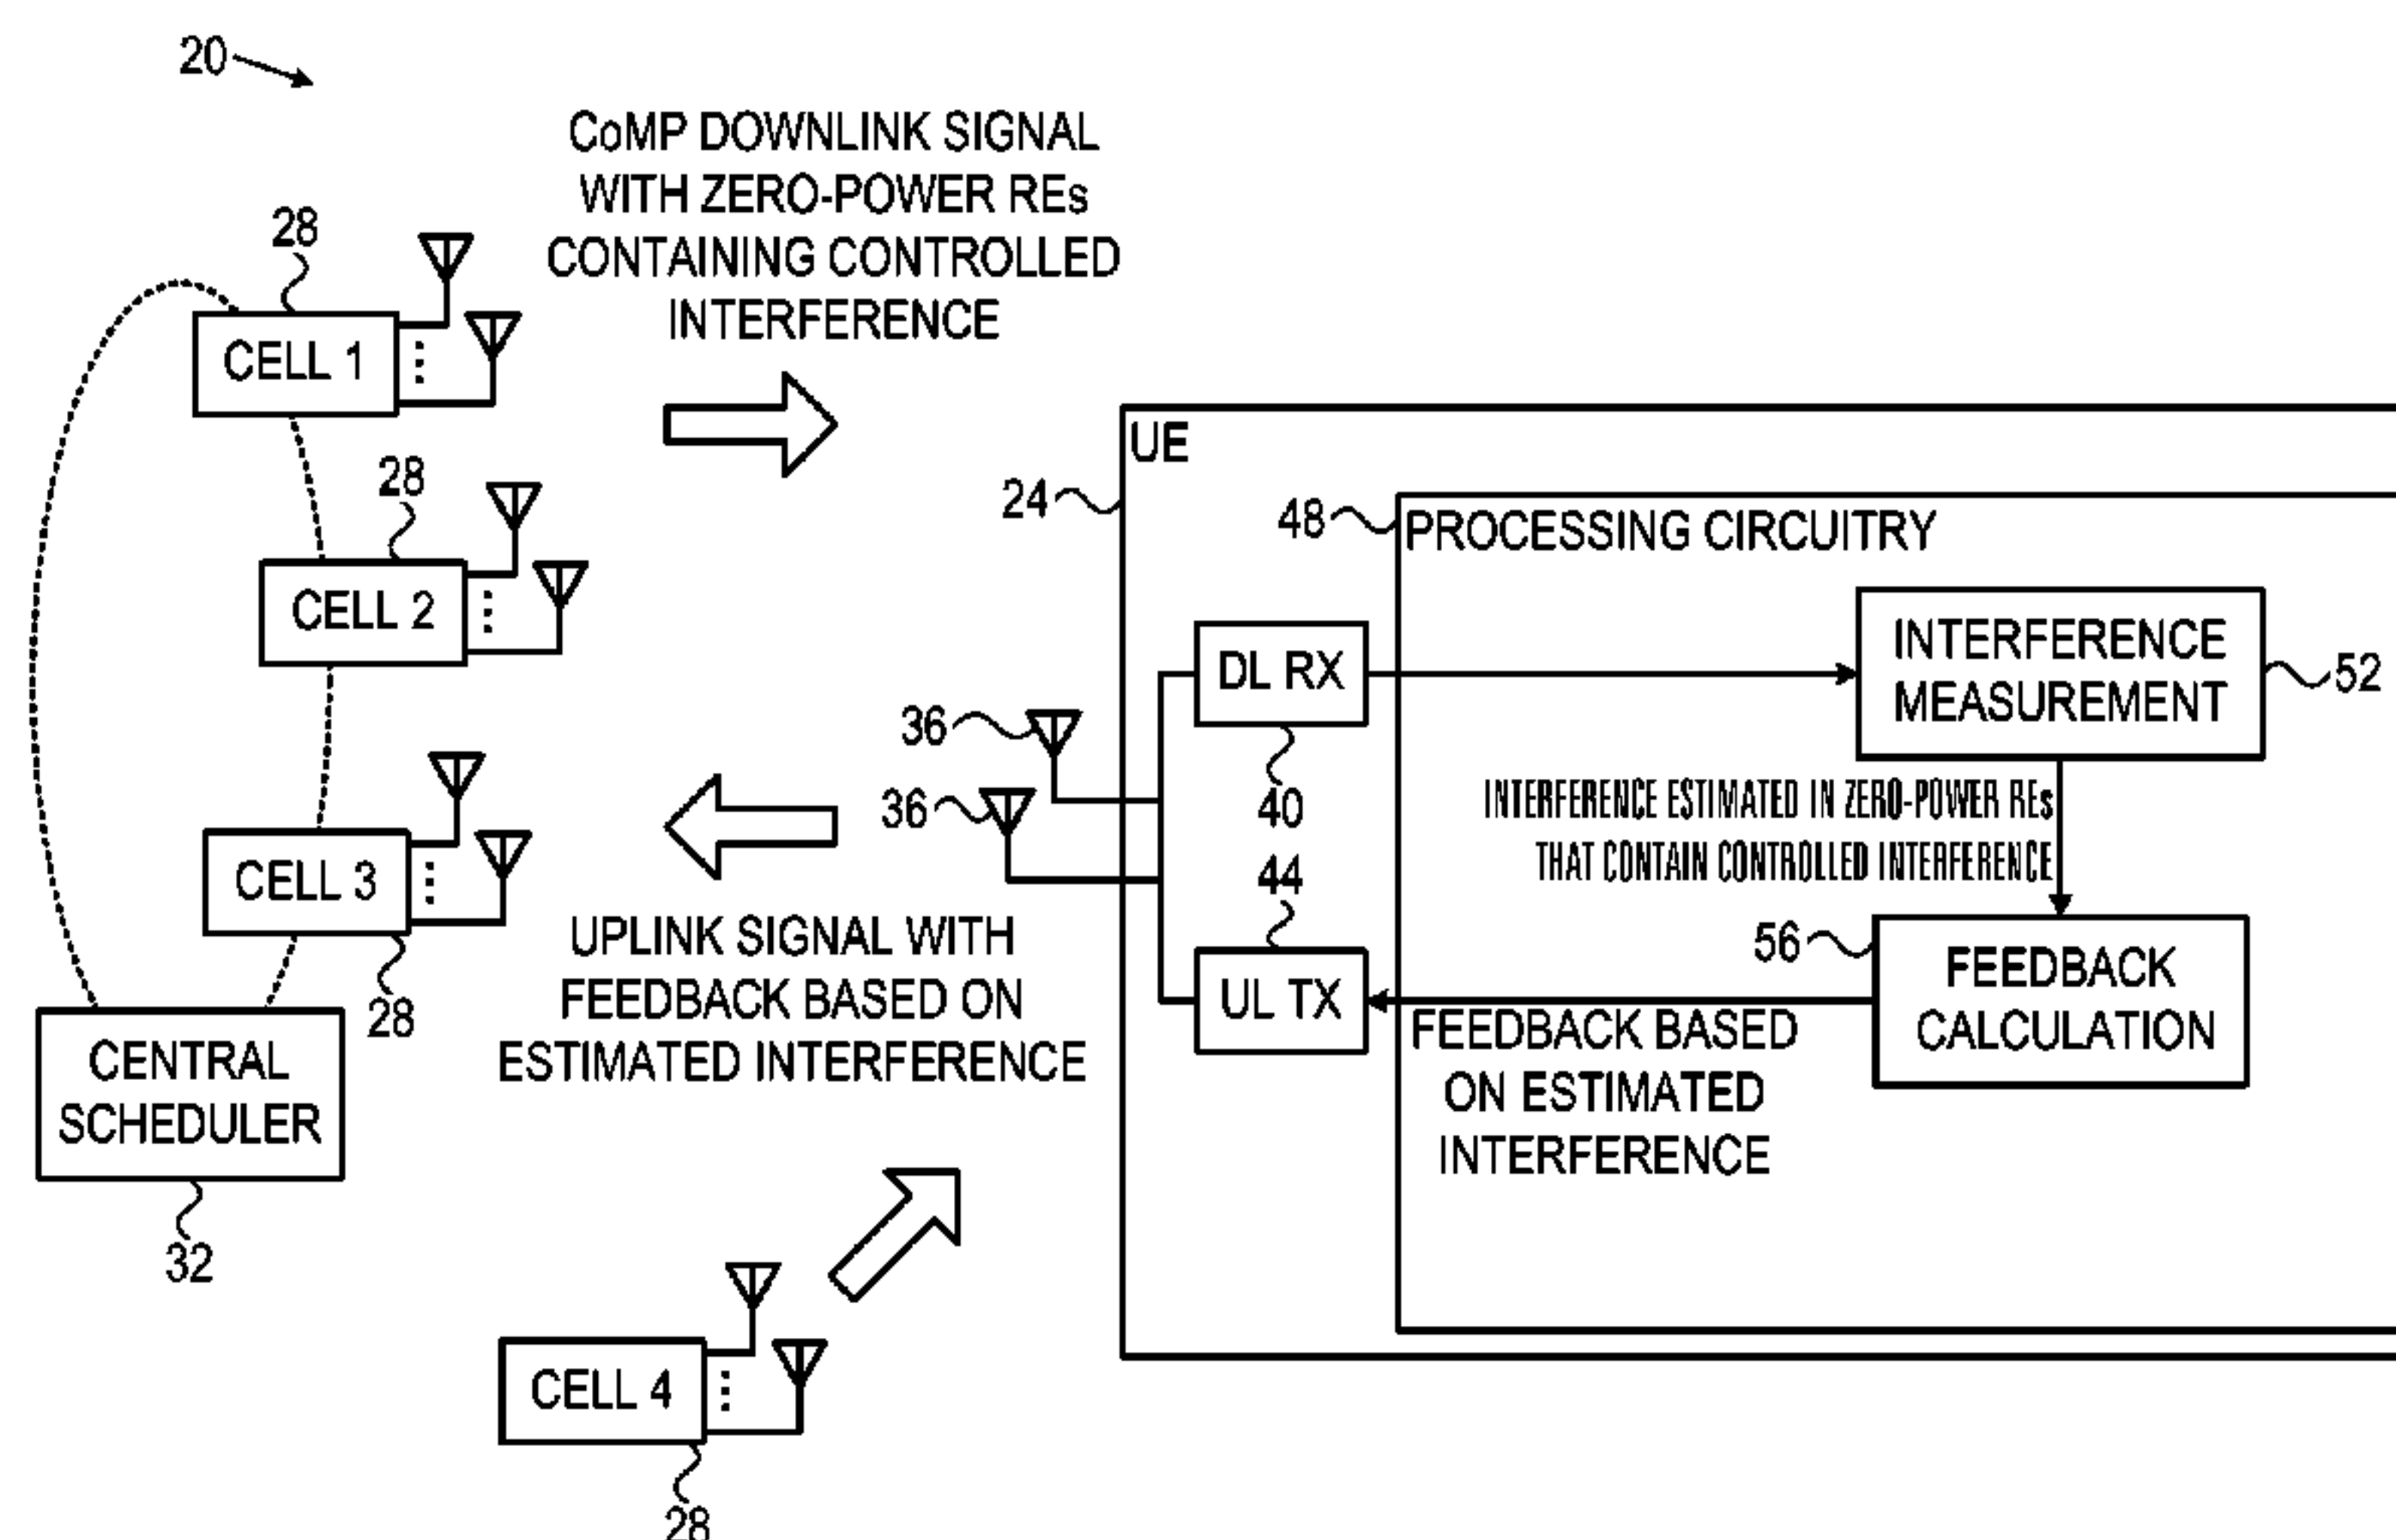 20
CoMP DOWNLINK SIGNAL
WITH ZERO-POWER REs
CONTAINING CONTROLLED
INTERFERENCE
28
CELL 1
28
CELL 2
CELL 3
28
CENTRAL
SCHEDULER
32
UPLINK SIGNAL WITH
FEEDBACK BASED ON
ESTIMATED INTERFERENCE
CELL 4
28
UE
24
48
PROCESSING CIRCUITRY
36
36
DL RX
40
44
UL TX
INTERFERENCE
MEASUREMENT
52
INTERFERENCE ESTIMATED IN ZERO-POWER REs
THAT CONTAIN CONTROLLED INTERFERENCE
56
FEEDBACK
CALCULATION
FEEDBACK BASED
ON ESTIMATED
INTERFERENCE